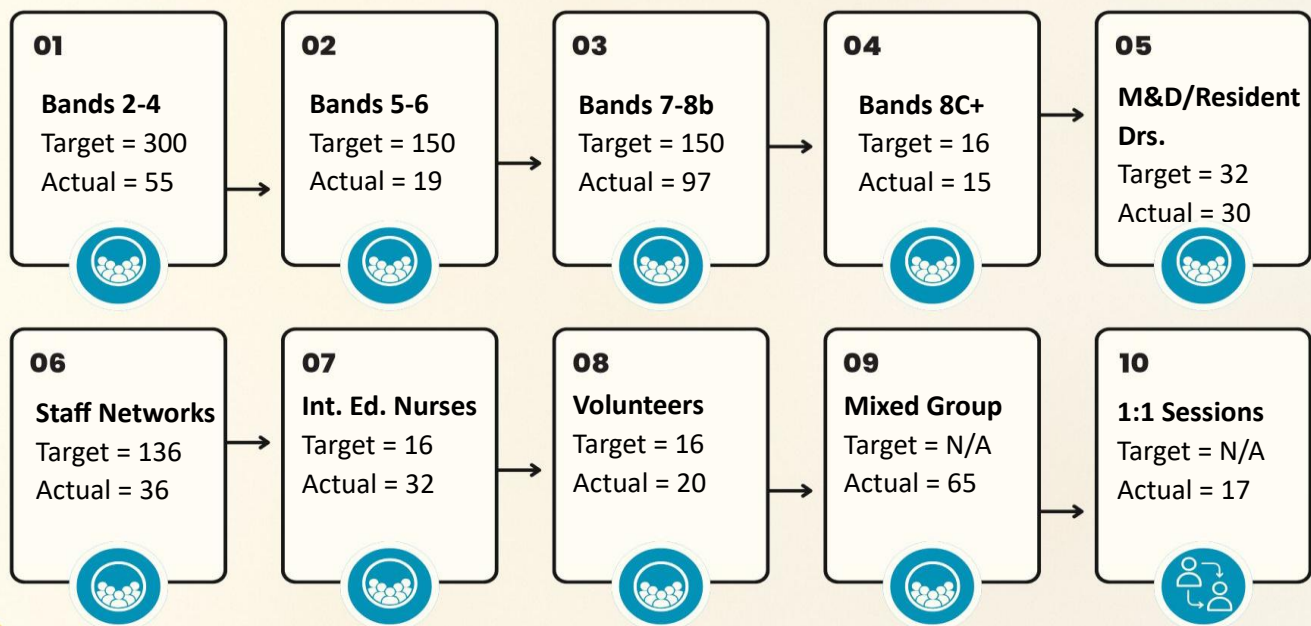 01
Bands 2-4
Target = 300
Actual = 55
02
Bands 5-6
Target = 150
Actual = 19
03
Bands 7-8b
Target = 150
Actual = 97
04
Bands 8C+
Target = 16
Actual = 15
05
M&D/Resident
Drs.
Target = 32
Actual = 30
06
Staff Networks
Target = 136
Actual = 36
07
Int. Ed. Nurses
Target = 16
Actual = 32
08
Volunteers
Target = 16
Actual = 20
09
Mixed Group
Target = N/A
Actual = 65
10
1:1 Sessions
Target = N/A
Actual = 17